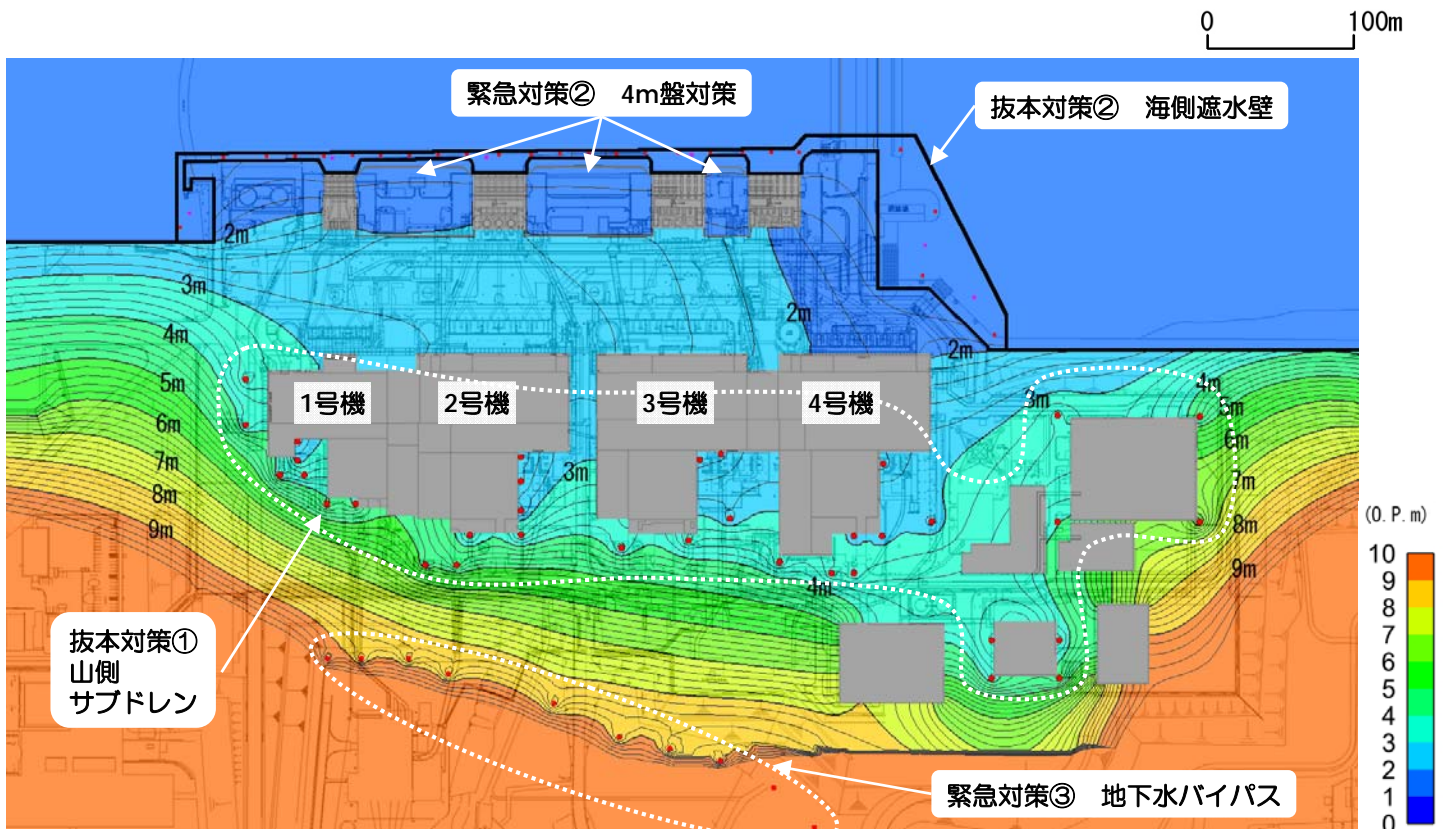 0 100m
緊急対策② 4m盤対策
抜本対策② 海側遮水壁
2m
3m
2m
4m
2m
5m
1号機
2号機
3号機
4号機
3m
4m
5m
6m
6m
7m
3m
7m
8m
8m
9m
9m
4m
抜本対策①
山側
サブドレン
緊急対策③ 地下水バイパス
(O.P.m)
10
9
8
7
6
5
4
3
2
1
0